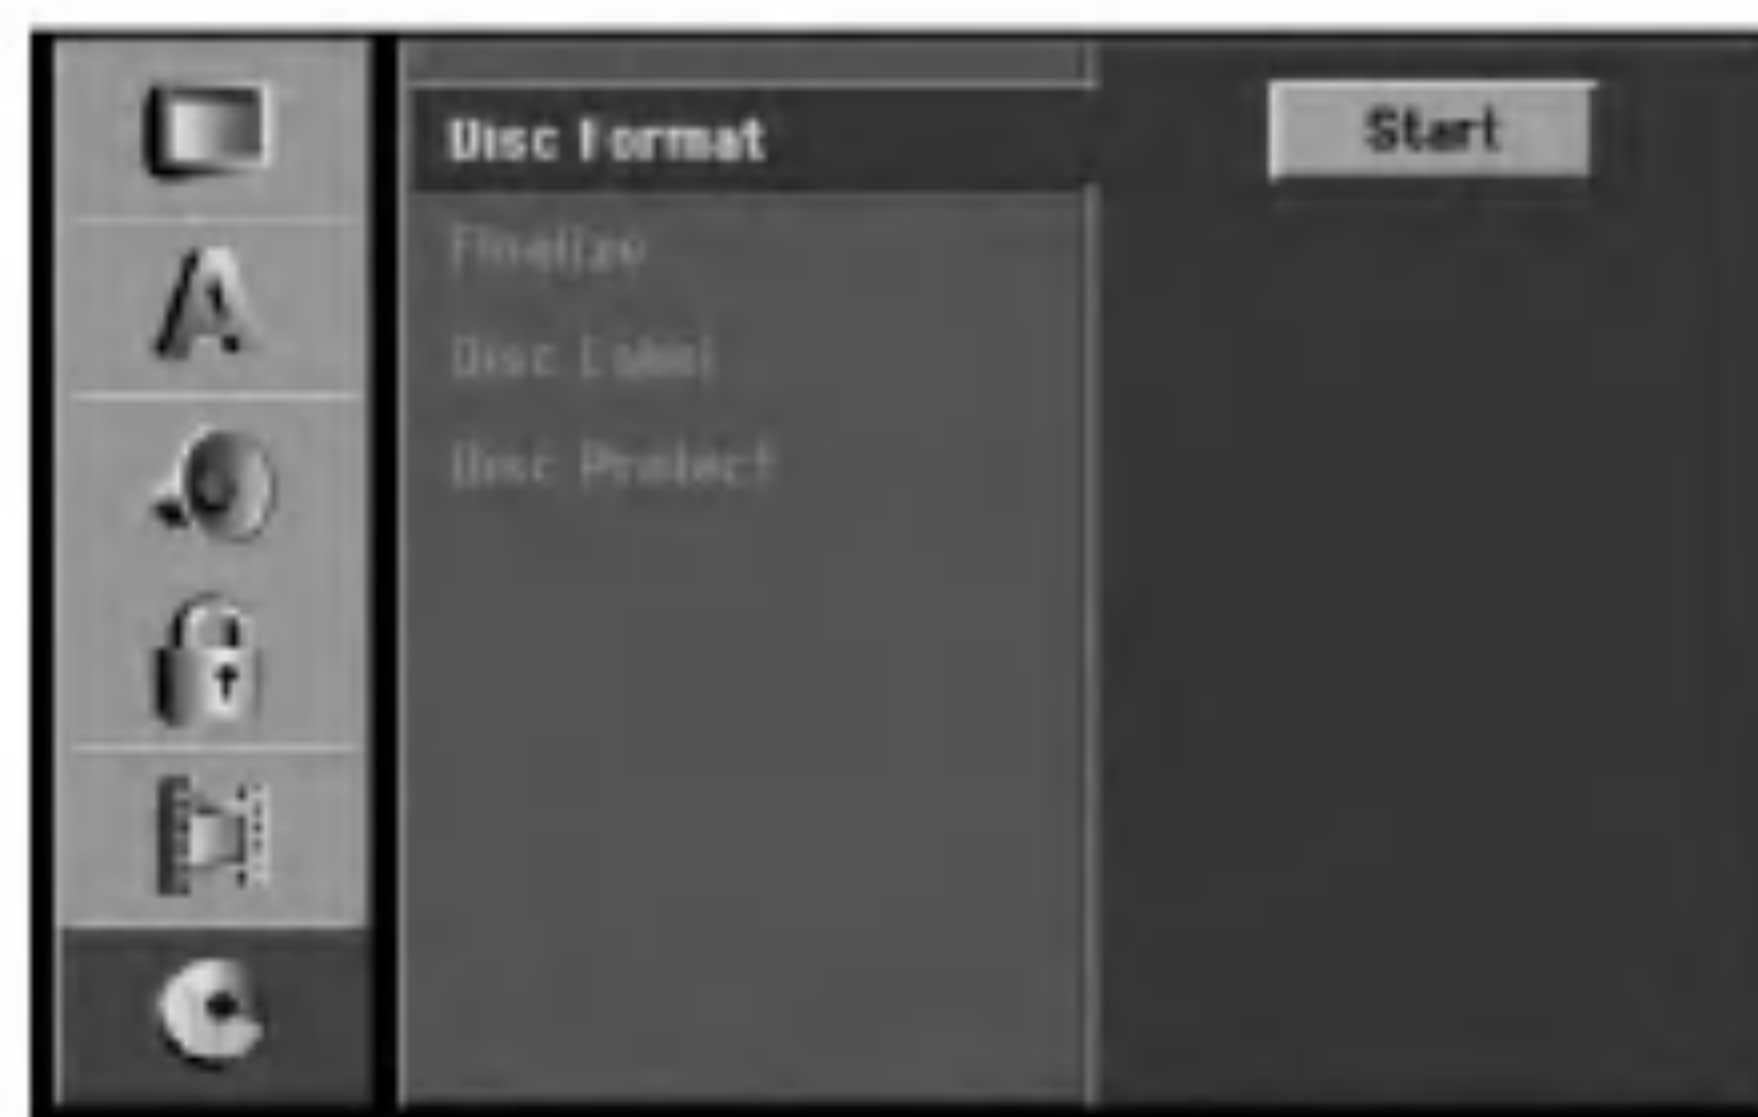 Disc Format
Start
Finalize
Disc Label
Disc Protect